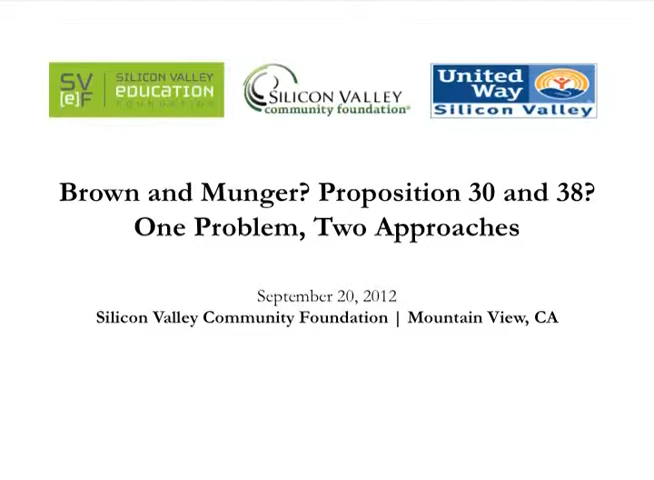 SV
[e]F
SILICON VALLEY
EDUCATION
FOUNDATION
SILICON VALLEY
community foundation®
United
Way
Silicon Valley
Brown and Munger? Proposition 30 and 38?
One Problem, Two Approaches
September 20, 2012
Silicon Valley Community Foundation | Mountain View, CA